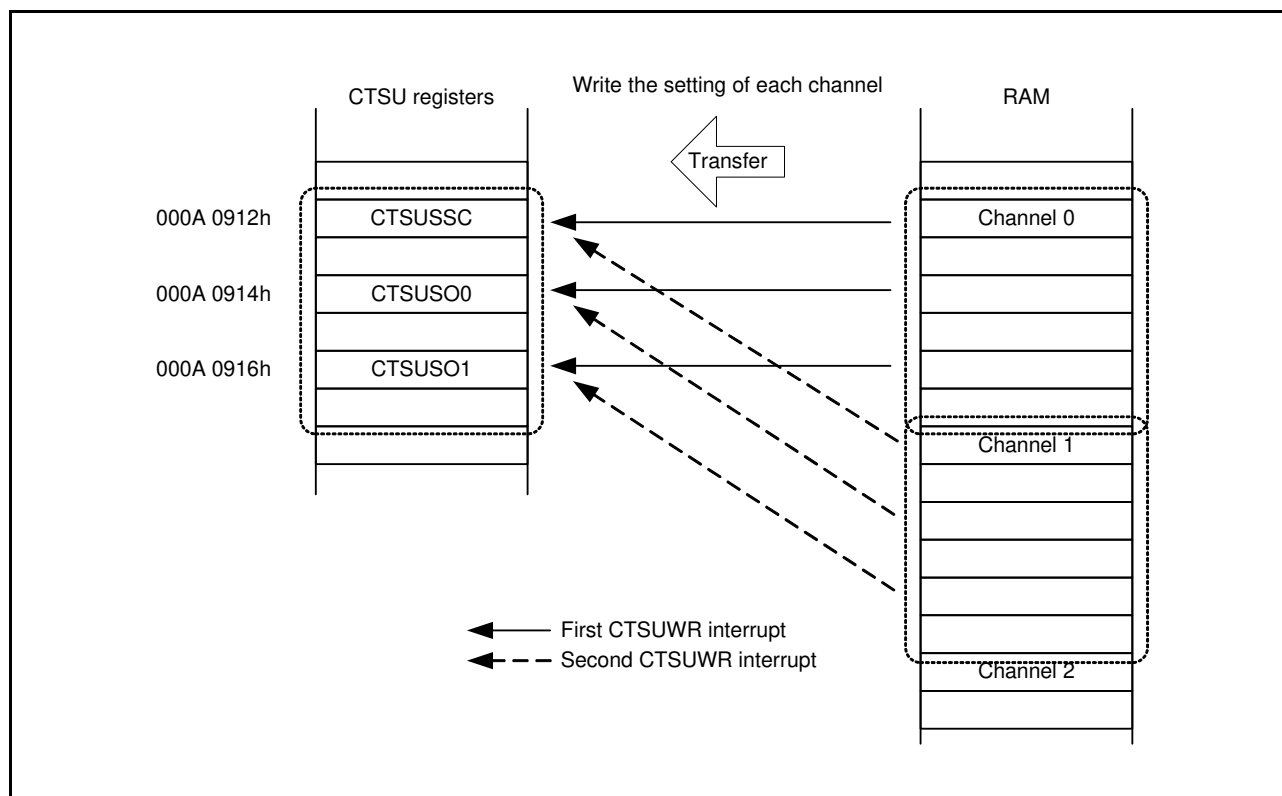 Write the setting of each channel
CTSU registers
RAM
Transfer
000A 0912h
CTSUSSC
Channel 0
000A 0914h
CTSUSO0
000A 0916h
CTSUSO1
Channel 1
First CTSUWR interrupt
Second CTSUWR interrupt
Channel 2